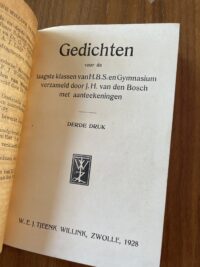 Gedichten
voor de
laagste klassen van H.B.S. en Gymnasium
verzameld door J. H. van den Bosch
met aanteekeningen
DERDE DRUK
W. E. J. TJEENK WILLINK, ZWOLLE, 1928